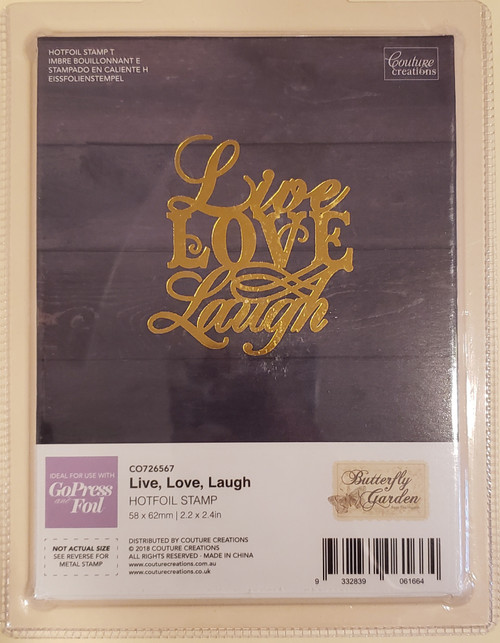 HOTFOIL STAMP T
IMBRE BOUILLONNANT E
STAMPADO EN CALIENTE H
EISSFOLIENSTEMPEL
Couture
creations
Live
LOVE
Laugh
IDEAL FOR USE WITH
GoPress
and
Foil
CO726567
Live, Love, Laugh
HOTFOIL STAMP
58 x 62mm | 2.2 x 2.4in
Butterfly
Garden
NOT ACTUAL SIZE
SEE REVERSE FOR
METAL STAMP
DISTRIBUTED BY COUTURE CREATIONS
© 2018 COUTURE CREATIONS
ALL RIGHTS RESERVED · MADE IN CHINA
www.couturecreations.com.au
www.couturecreations.co.uk
9 332839 061664